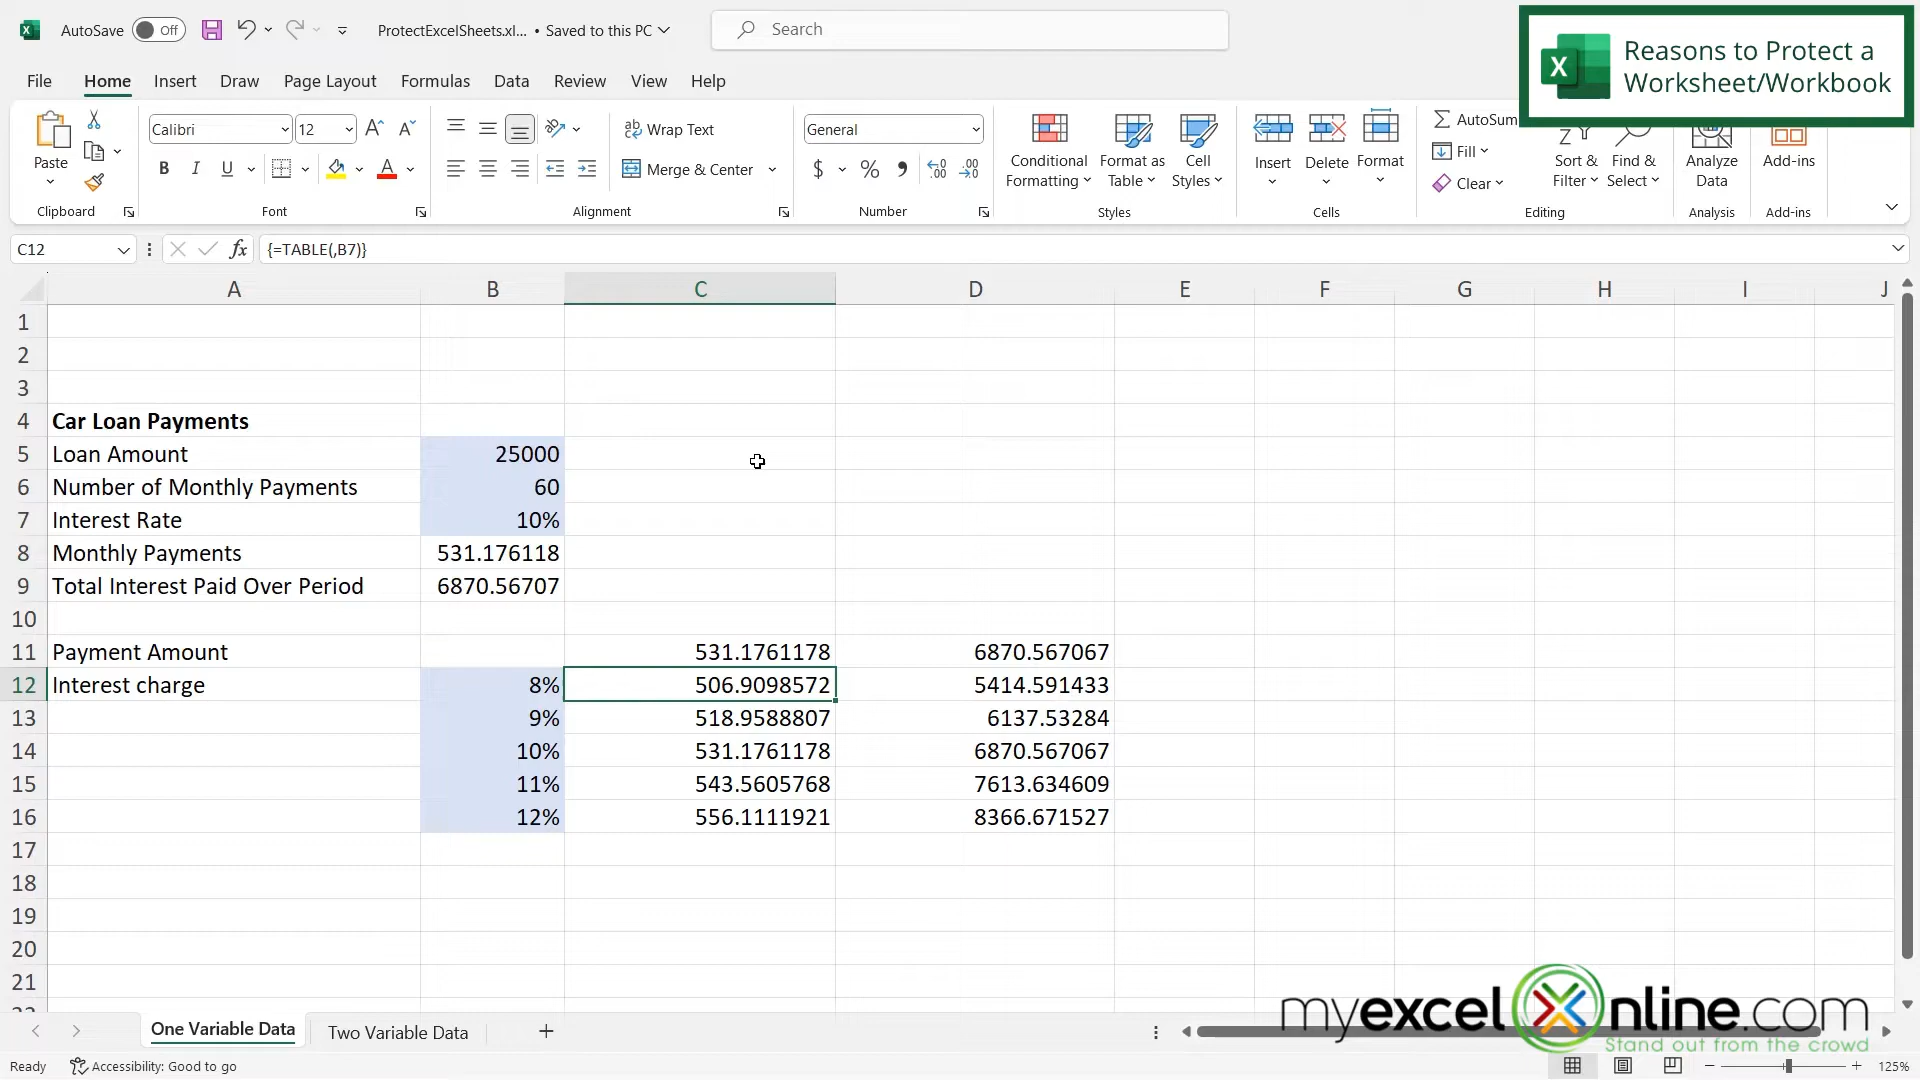 AutoSave Off ProtectExcelSheets.xl... • Saved to this PC Search
Reasons to Protect a
Worksheet/Workbook
File Home Insert Draw Page Layout Formulas Data Review View Help
Paste
Clipboard
Calibri 12
B I U
Font
Wrap Text
Merge & Center
Alignment
General
$ % ,
Number
Conditional
Formatting
Format as
Table
Cell
Styles
Styles
Insert
Delete
Format
Cells
AutoSum
Fill
Clear
Sort &
Filter
Find &
Select
Editing
Analyze
Data
Analysis
Add-ins
Add-ins
C12 fx {=TABLE(,B7)}
A B C D E F G H I J
1
2
3
4 Car Loan Payments
5 Loan Amount 25000
6 Number of Monthly Payments 60
7 Interest Rate 10%
8 Monthly Payments 531.176118
9 Total Interest Paid Over Period 6870.56707
10
11 Payment Amount 531.1761178 6870.567067
12 Interest charge 8% 506.9098572 5414.591433
13 9% 518.9588807 6137.53284
14 10% 531.1761178 6870.567067
15 11% 543.5605768 7613.634609
16 12% 556.1111921 8366.671527
17
18
19
20
21
One Variable Data Two Variable Data
myexcelonline.com
Stand out from the crowd
Ready Accessibility: Good to go 125%